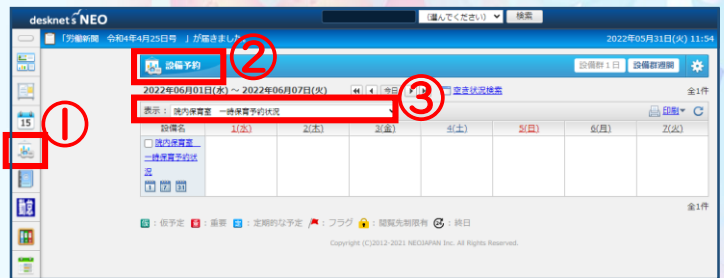 desknet's NEO
(選んでください) 検索
「労働新聞 令和4年4月25日号 」が届きました
2022年05月31日(火) 11:54
②
設備予約
設備群1日 設備群週間
2022年06月01日(水) ～ 2022年06月07日(火) 今日 空き状況検索 全1件
③
表示： 院内保育室 一時保育予約状況
印刷
①
15
設備名 1(水) 2(木) 3(金) 4(土) 5(日) 6(月) 7(火)
院内保育室
一時保育予約状
況
1 7 31
全1件
：仮予定 ：重要 ：定期的な予定 ：フラグ ：閲覧先制限有 ：終日
Copyright (C)2012-2021 NEOJAPAN Inc. All Rights Reserved.